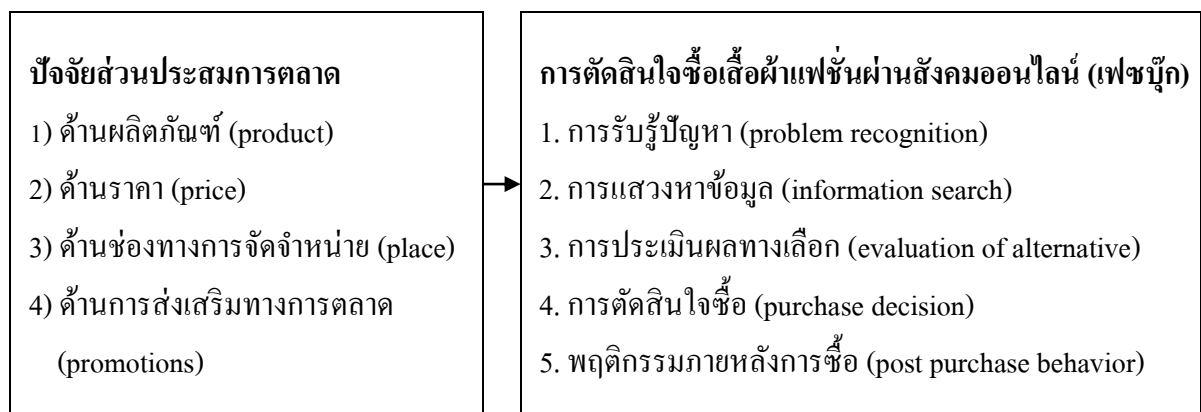 ปัจจัยส่วนประสมการตลาด
1) ด้านผลิตภัณฑ์ (product)
2) ด้านราคา (price)
3) ด้านช่องทางการจัดจำหน่าย (place)
4) ด้านการส่งเสริมทางการตลาด
(promotions)
การตัดสินใจซื้อเสื้อผ้าแฟชั่นผ่านสังคมออนไลน์ (เฟซบุ๊ก)
1. การรับรู้ปัญหา (problem recognition)
2. การแสวงหาข้อมูล (information search)
3. การประเมินผลทางเลือก (evaluation of alternative)
4. การตัดสินใจซื้อ (purchase decision)
5. พฤติกรรมภายหลังการซื้อ (post purchase behavior)